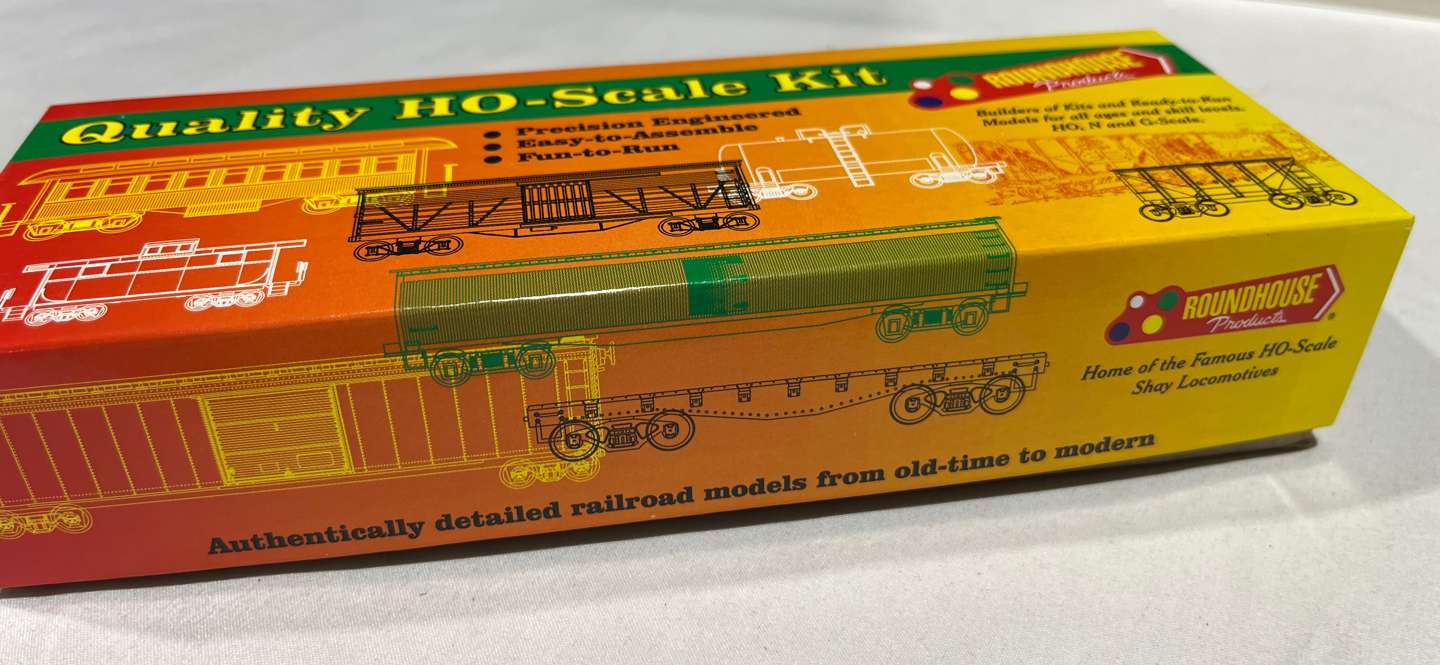 Quality HO-Scale Kit
• Precision Engineered
• Easy-to-Assemble
• Fun-to-Run
ROUNDHOUSE
Products
Builders of Kits and Ready-to-Run
Models for all ages and skill levels.
HO, N and G-Scale.
ROUNDHOUSE
Products ®
Home of the Famous HO-Scale
Shay Locomotives
Authentically detailed railroad models from old-time to modern